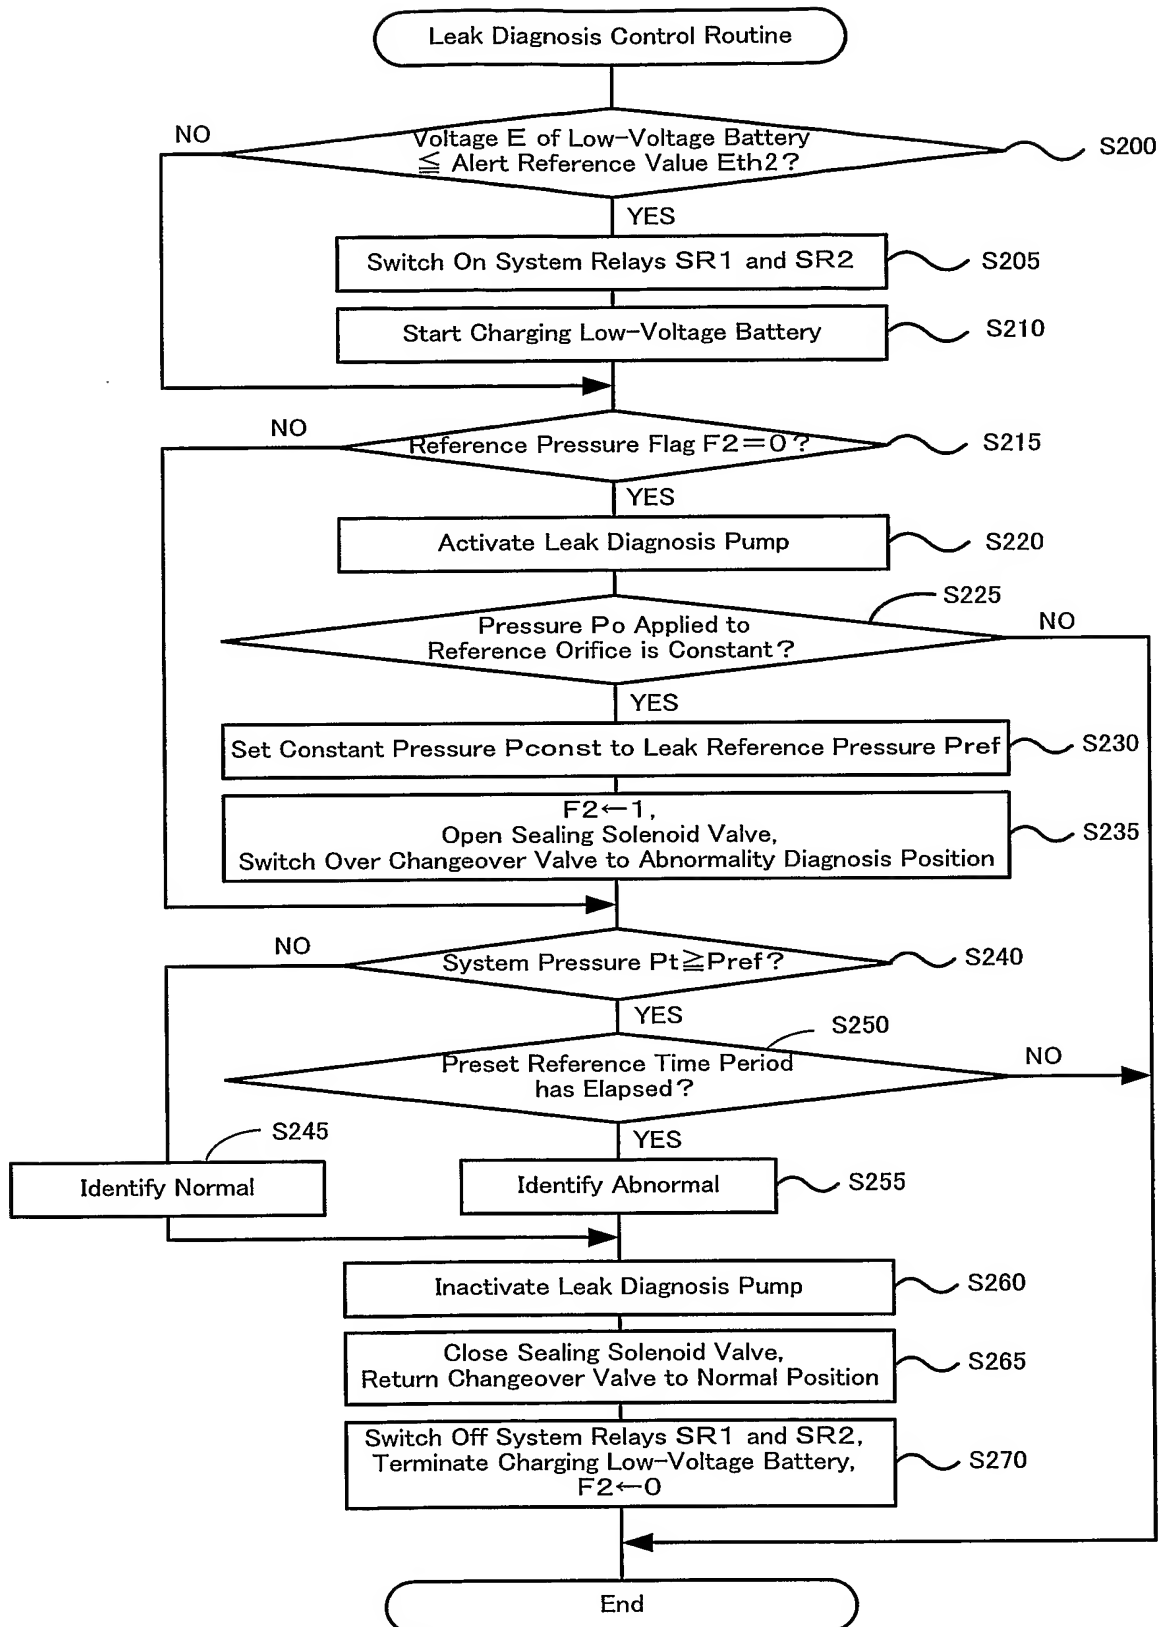 Leak Diagnosis Control Routine
NO
Voltage E of Low-Voltage Battery
≦ Alert Reference Value Eth2?
S200
YES
Switch On System Relays SR1 and SR2
S205
Start Charging Low-Voltage Battery
S210
NO
Reference Pressure Flag F2=0?
S215
YES
Activate Leak Diagnosis Pump
S220
S225
Pressure Po Applied to
Reference Orifice is Constant?
NO
YES
Set Constant Pressure Pconst to Leak Reference Pressure Pref
S230
F2←1,
Open Sealing Solenoid Valve,
Switch Over Changeover Valve to Abnormality Diagnosis Position
S235
NO
System Pressure Pt≧Pref?
S240
YES
S250
Preset Reference Time Period
has Elapsed?
NO
S245
YES
Identify Normal
Identify Abnormal
S255
Inactivate Leak Diagnosis Pump
S260
Close Sealing Solenoid Valve,
Return Changeover Valve to Normal Position
S265
Switch Off System Relays SR1 and SR2,
Terminate Charging Low-Voltage Battery,
F2←0
S270
End